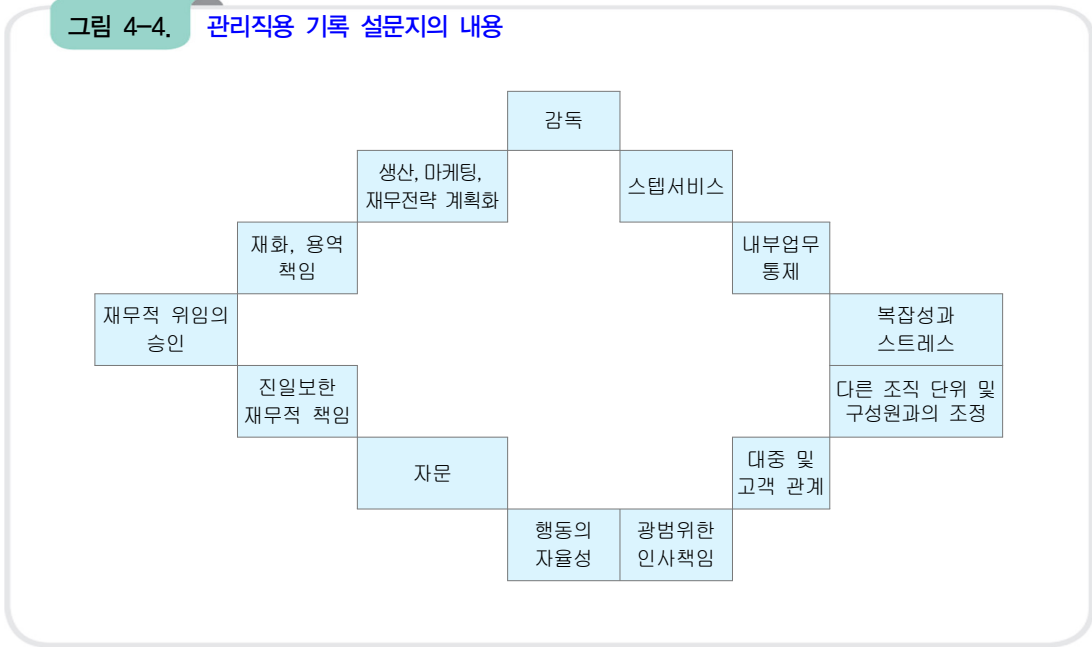 그림 4-4. 관리직용 기록 설문지의 내용
감독
생산, 마케팅,
재무전략 계획화
스텝서비스
재화, 용역
책임
내부업무
통제
재무적 위임의
승인
복잡성과
스트레스
진일보한
재무적 책임
다른 조직 단위 및
구성원과의 조정
자문
대중 및
고객 관계
행동의
자율성
광범위한
인사책임